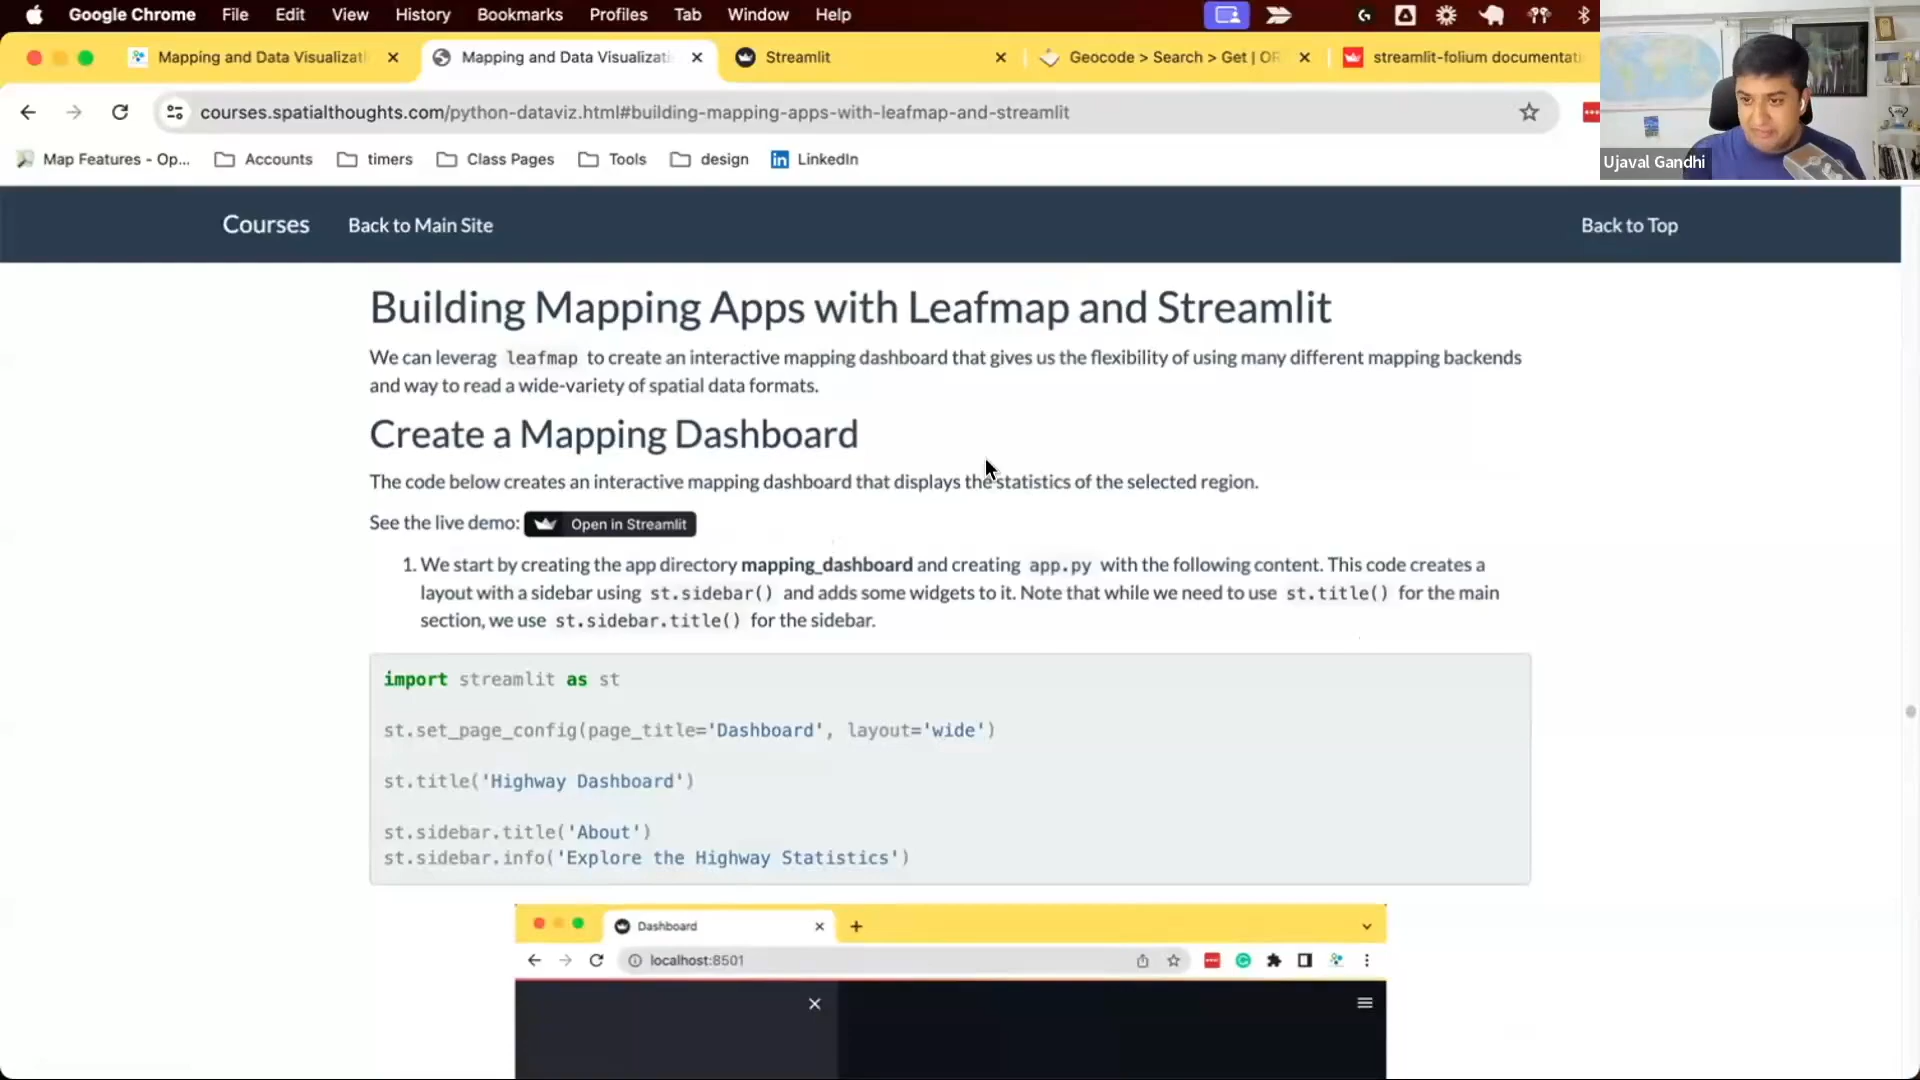 Google Chrome File Edit View History Bookmarks Profiles Tab Window Help
Mapping and Data Visualizati
Mapping and Data Visualizati
Streamlit
Geocode > Search > Get | OR
streamlit-folium documentati
courses.spatialthoughts.com/python-dataviz.html#building-mapping-apps-with-leafmap-and-streamlit
Map Features - Op... Accounts timers Class Pages Tools design LinkedIn
Ujaval Gandhi
Courses Back to Main Site Back to Top
Building Mapping Apps with Leafmap and Streamlit
We can leverag leafmap to create an interactive mapping dashboard that gives us the flexibility of using many different mapping backends
and way to read a wide-variety of spatial data formats.
Create a Mapping Dashboard
The code below creates an interactive mapping dashboard that displays the statistics of the selected region.
See the live demo: Open in Streamlit
1. We start by creating the app directory mapping_dashboard and creating app.py with the following content. This code creates a
layout with a sidebar using st.sidebar() and adds some widgets to it. Note that while we need to use st.title() for the main
section, we use st.sidebar.title() for the sidebar.
import streamlit as st
st.set_page_config(page_title='Dashboard', layout='wide')
st.title('Highway Dashboard')
st.sidebar.title('About')
st.sidebar.info('Explore the Highway Statistics')
Dashboard
localhost:8501